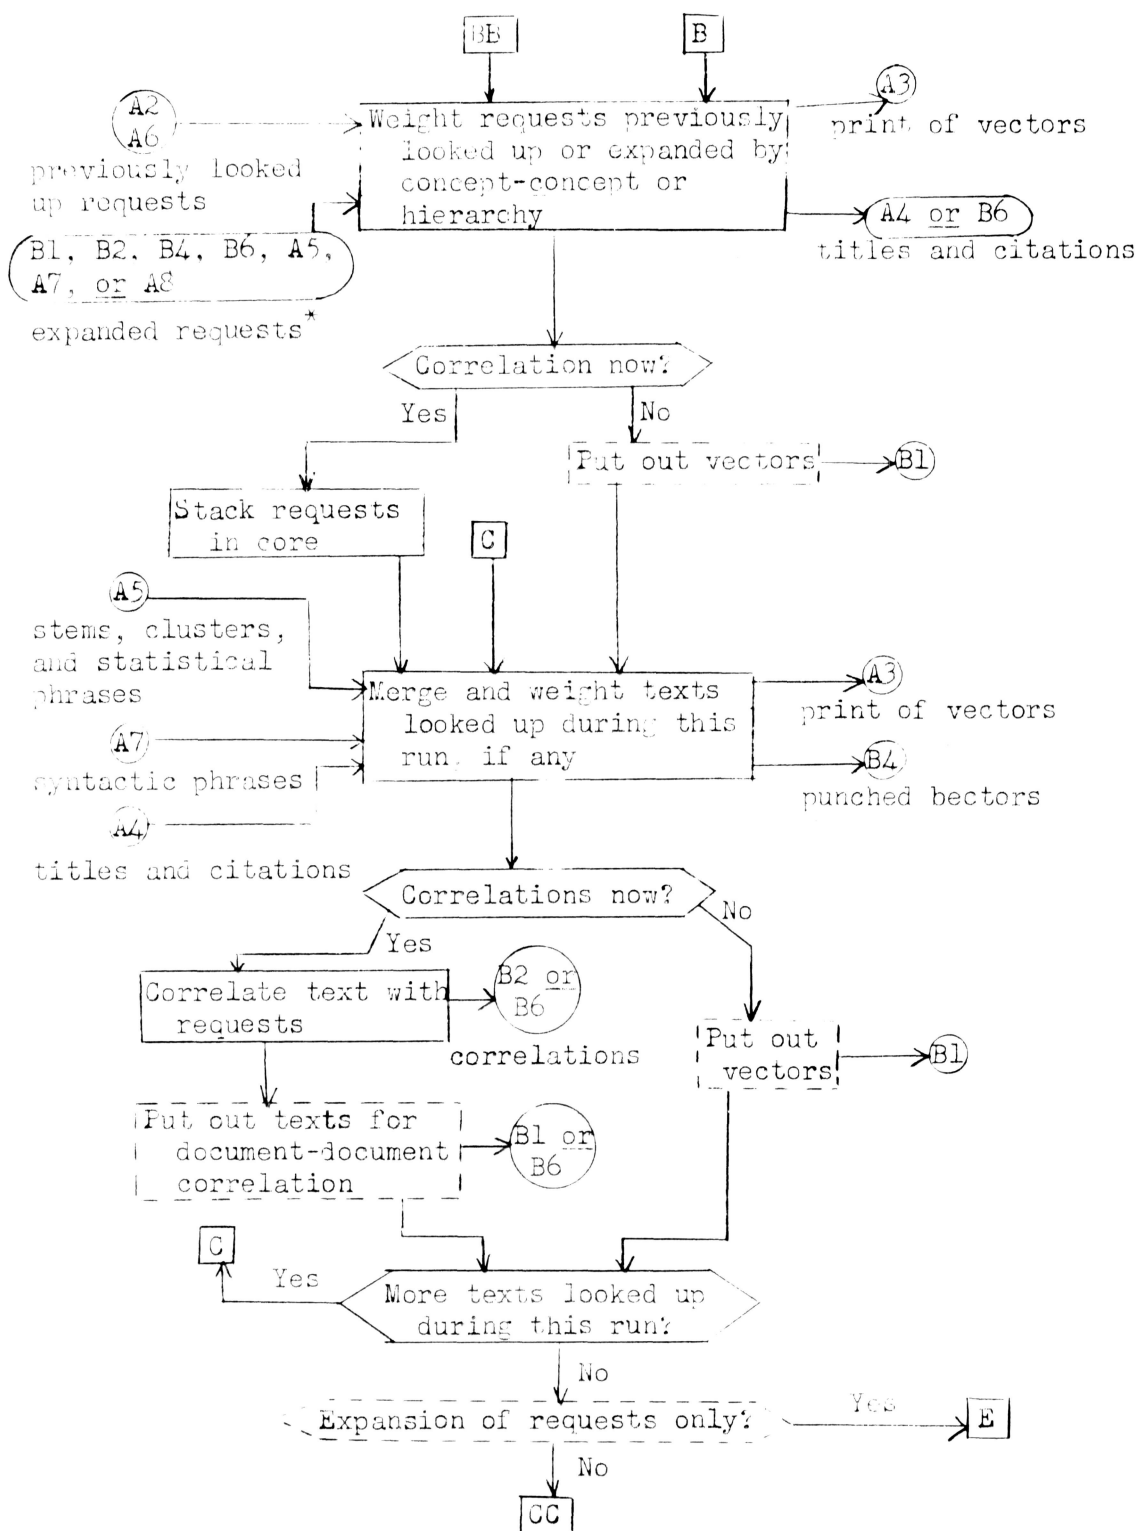 BB
B
A2
A6
previously looked
up requests
B1, B2. B4. B6, A5,
A7, or A8
expanded requests*
Weight requests previously
looked up or expanded by
concept-concept or
hierarchy
A3
print of vectors
A4 or B6
titles and citations
Correlation now?
Yes
No
Put out vectors
B1
Stack requests
in core
C
A5
stems, clusters,
and statistical
phrases
A7
syntactic phrases
A4
titles and citations
Merge and weight texts
looked up during this
run, if any
A3
print of vectors
B4
punched bectors
Correlations now?
Yes
No
Correlate text with
requests
B2 or
B6
correlations
Put out
vectors
B1
Put out texts for
document-document
correlation
B1 or
B6
C
Yes
More texts looked up
during this run?
No
Expansion of requests only?
Yes
E
No
CC